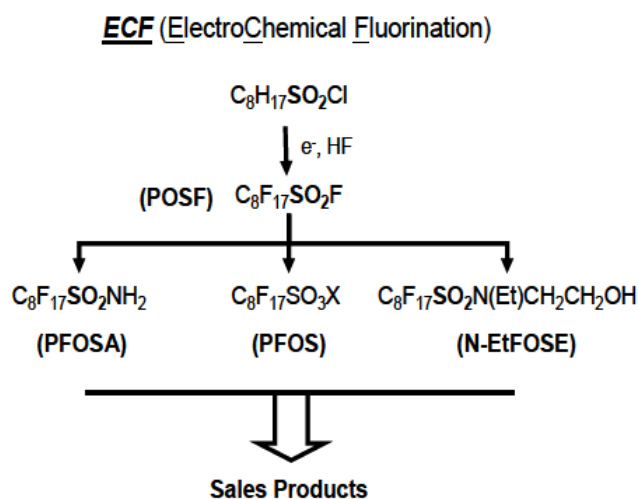 ECF (ElectroChemical Fluorination)
C₈H₁₇SO₂Cl
e⁻, HF
(POSF) C₈F₁₇SO₂F
C₈F₁₇SO₂NH₂ C₈F₁₇SO₃X C₈F₁₇SO₂N(Et)CH₂CH₂OH
(PFOSA) (PFOS) (N-EtFOSE)
Sales Products